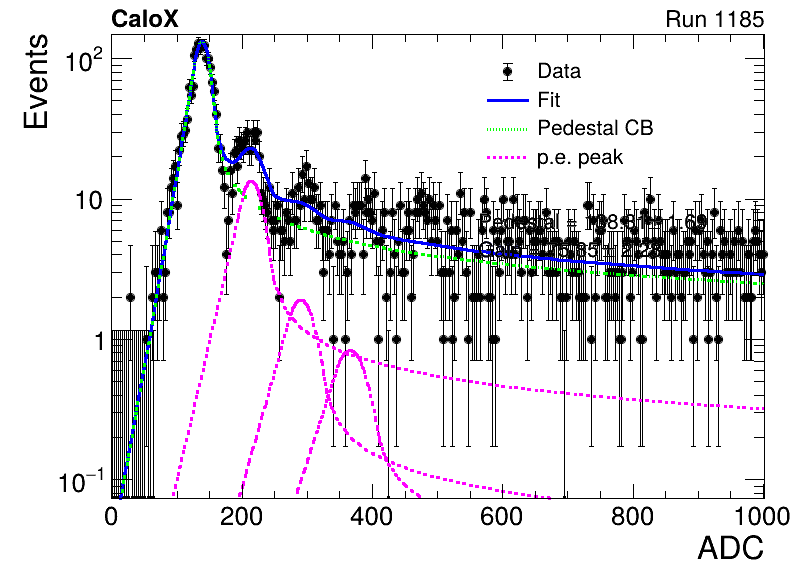 CaloX Run 1185
Events
Data
Fit
Pedestal CB
p.e. peak
Pedestal =
10²
10
1
10⁻¹
0 200 400 600 800 1000
ADC